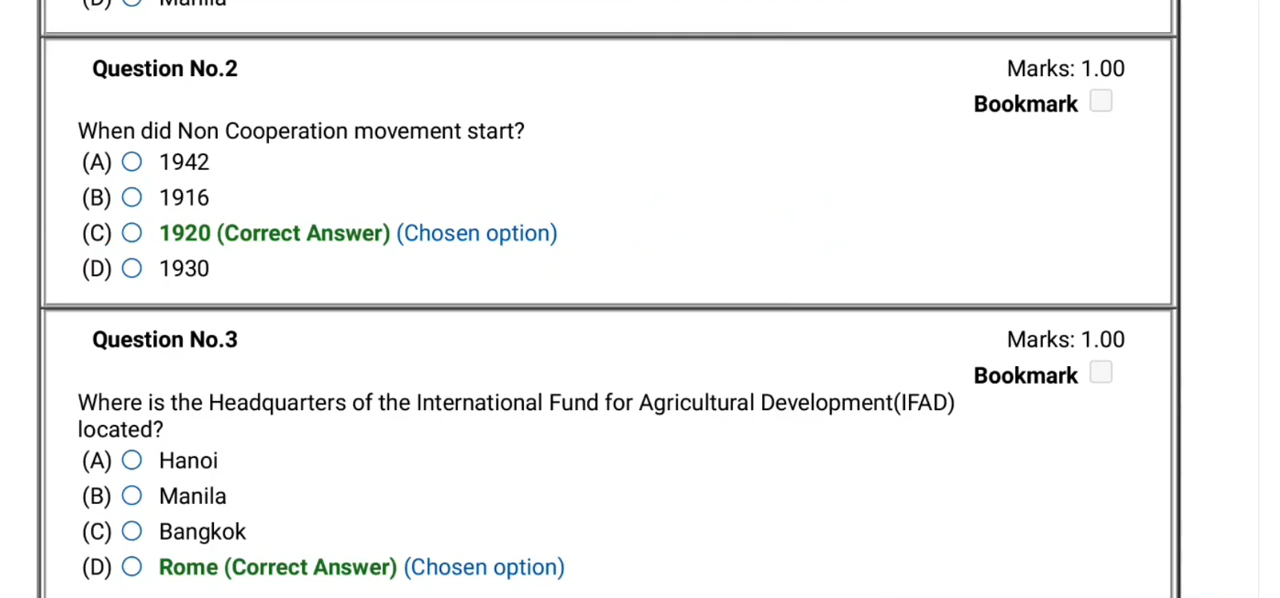 (D) Manila
Question No.2 Marks: 1.00
Bookmark
When did Non Cooperation movement start?
(A) 1942
(B) 1916
(C) 1920 (Correct Answer) (Chosen option)
(D) 1930
Question No.3 Marks: 1.00
Bookmark
Where is the Headquarters of the International Fund for Agricultural Development(IFAD)
located?
(A) Hanoi
(B) Manila
(C) Bangkok
(D) Rome (Correct Answer) (Chosen option)